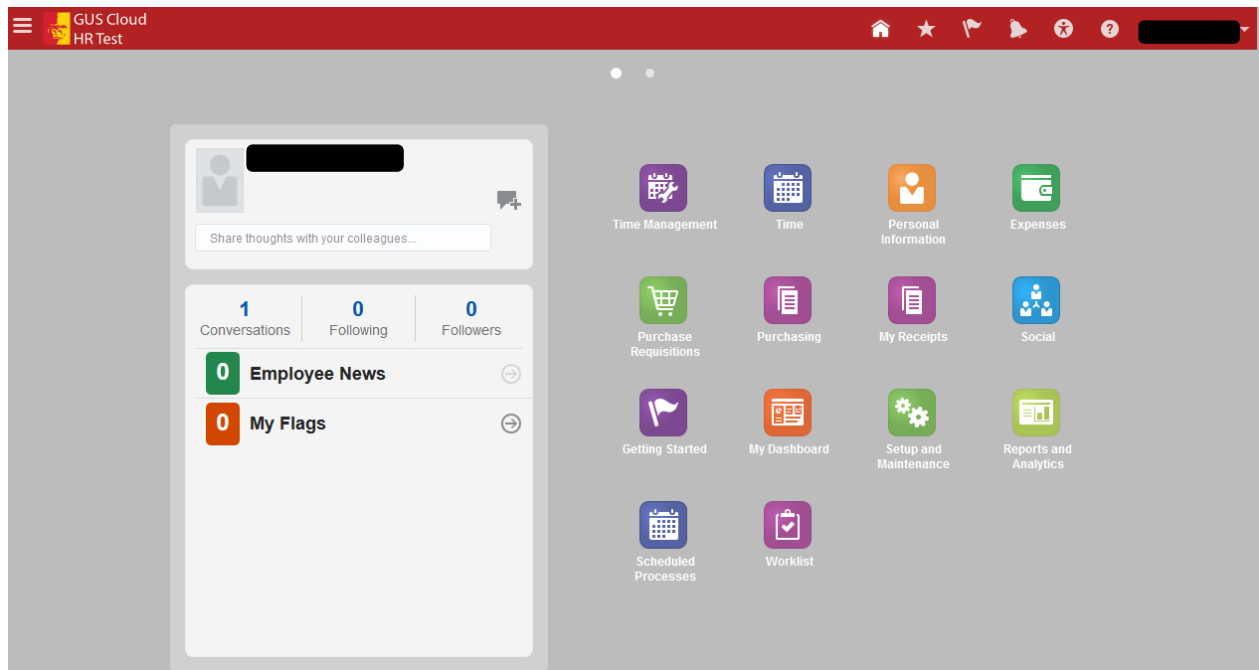 GUS Cloud
HR Test
Share thoughts with your colleagues...
1 0 0
Conversations Following Followers
0 Employee News
0 My Flags
Time Management Time Personal
Information Expenses
Purchase
Requisitions Purchasing My Receipts Social
Getting Started My Dashboard Setup and
Maintenance Reports and
Analytics
Scheduled
Processes Worklist